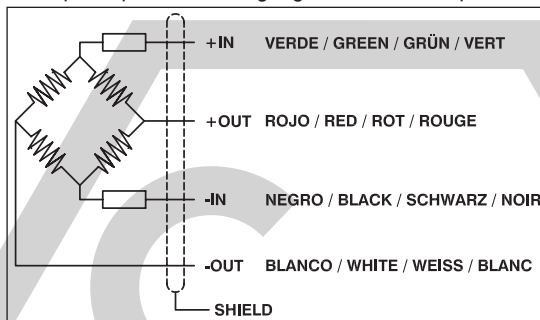 +IN VERDE / GREEN / GRÜN / VERT
+OUT ROJO / RED / ROT / ROUGE
-IN NEGRO / BLACK / SCHWARZ / NOIR
-OUT BLANCO / WHITE / WEISS / BLANC
SHIELD